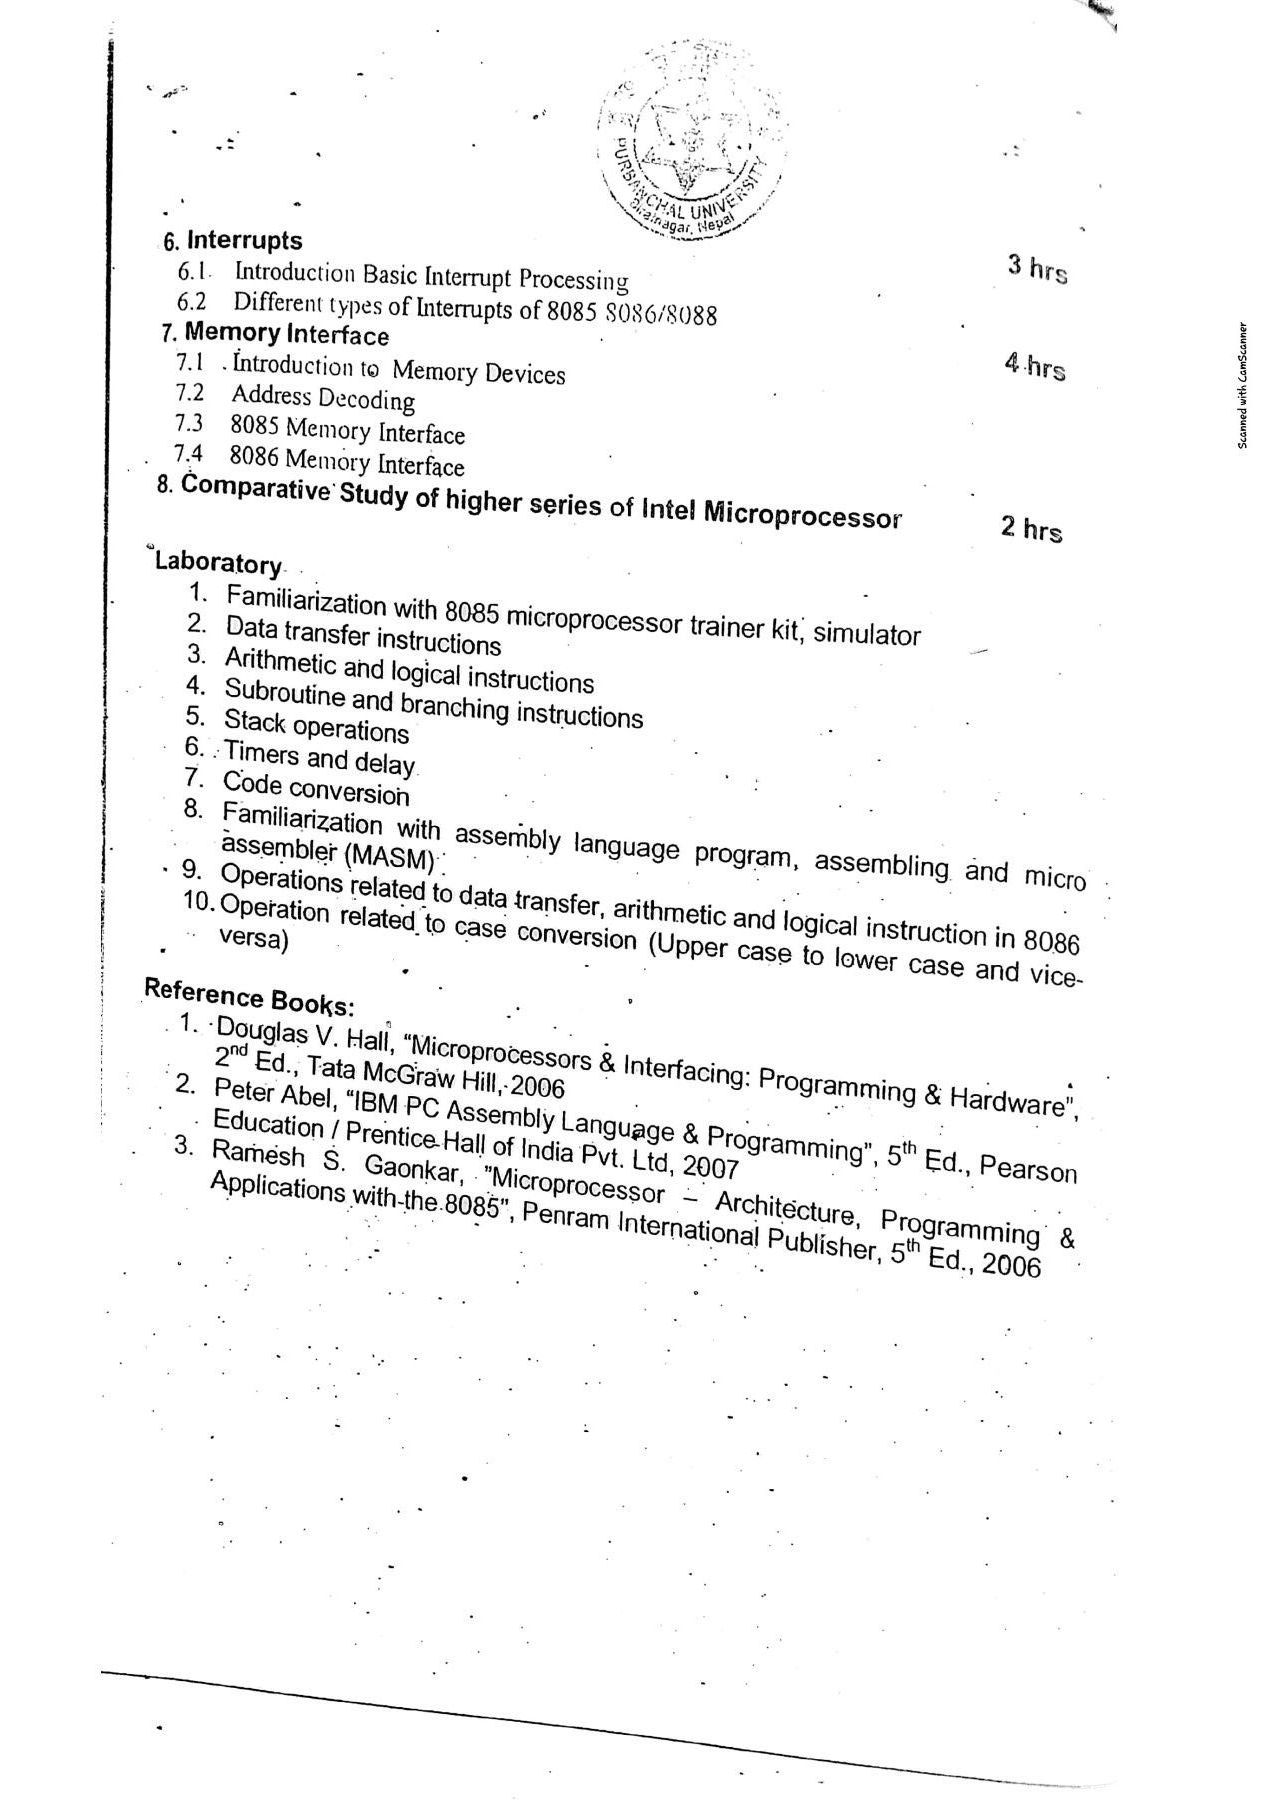 PURBANCHAL UNIVERSITY
Biratnagar, Nepal
6. Interrupts 3 hrs
6.1 Introduction Basic Interrupt Processing
6.2 Different types of Interrupts of 8085 8086/8088
7. Memory Interface 4 hrs
7.1 Introduction to Memory Devices
7.2 Address Decoding
7.3 8085 Memory Interface
7.4 8086 Memory Interface
8. Comparative Study of higher series of Intel Microprocessor 2 hrs
Laboratory
1. Familiarization with 8085 microprocessor trainer kit, simulator
2. Data transfer instructions
3. Arithmetic and logical instructions
4. Subroutine and branching instructions
5. Stack operations
6. Timers and delay
7. Code conversion
8. Familiarization with assembly language program, assembling and micro
assembler (MASM)
9. Operations related to data transfer, arithmetic and logical instruction in 8086
10. Operation related to case conversion (Upper case to lower case and vice-
versa)
Reference Books:
1. Douglas V. Hall, "Microprocessors & Interfacing: Programming & Hardware",
2nd Ed., Tata McGraw Hill, 2006
2. Peter Abel, "IBM PC Assembly Language & Programming", 5th Ed., Pearson
Education / Prentice Hall of India Pvt. Ltd, 2007
3. Ramesh S. Gaonkar, "Microprocessor – Architecture, Programming &
Applications with the 8085", Penram International Publisher, 5th Ed., 2006
Scanned with CamScanner